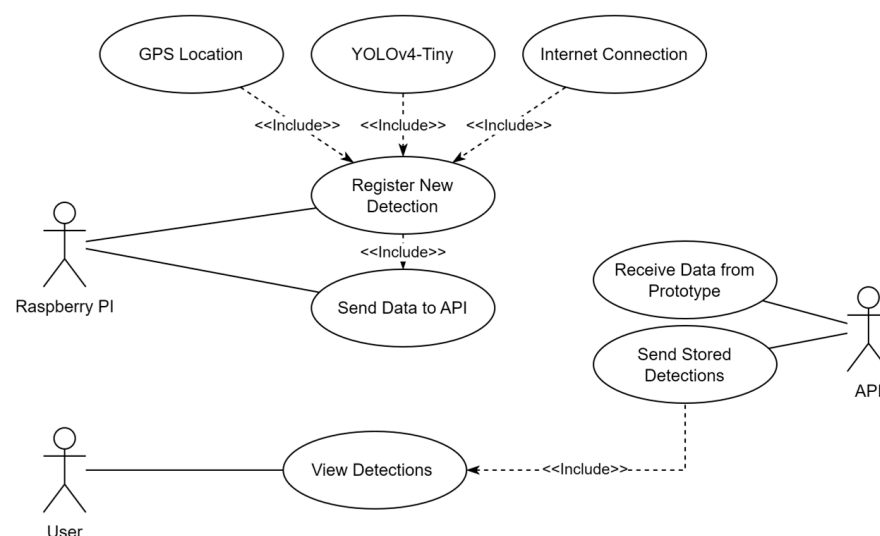 GPS Location
YOLOv4-Tiny
Internet Connection
<<Include>>
<<Include>>
<<Include>>
Register New
Detection
<<Include>>
Raspberry PI
Send Data to API
Receive Data from
Prototype
Send Stored
Detections
API
View Detections
<<Include>>
User